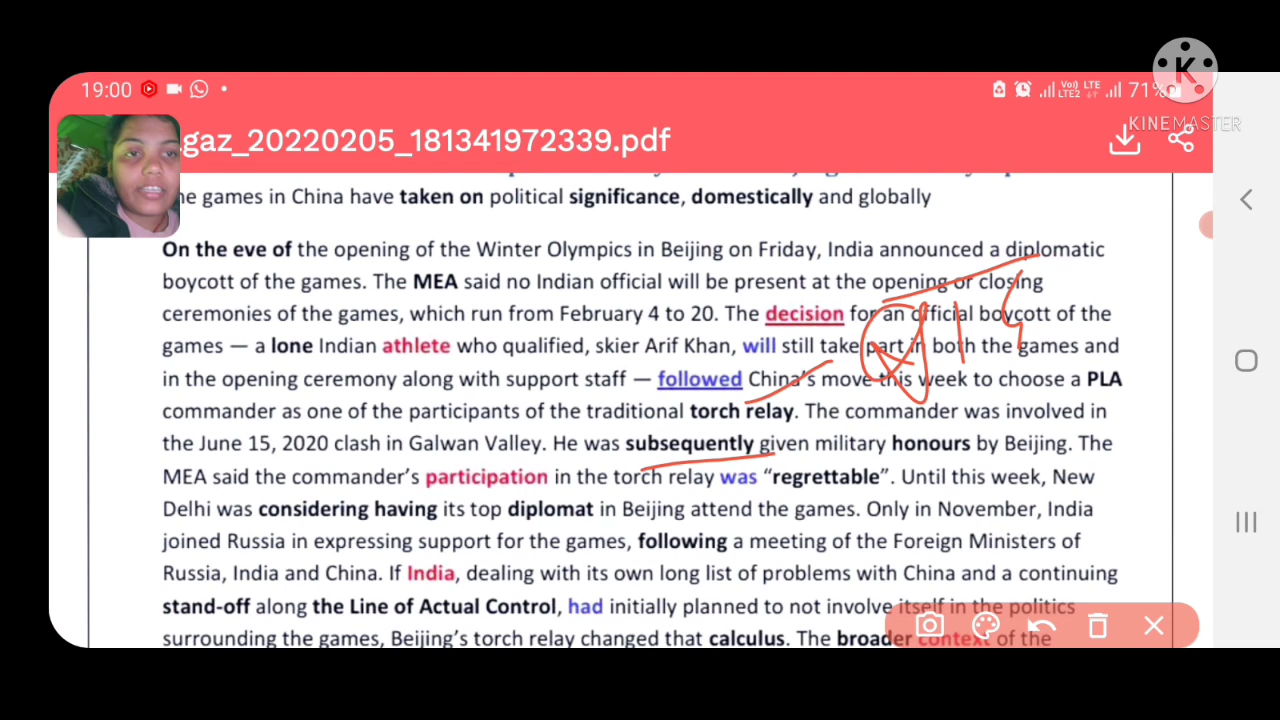 19:00
Vo) LTE
LTE2
71%
KINEMASTER
gaz_20220205_181341972339.pdf
he games in China have taken on political significance, domestically and globally
On the eve of the opening of the Winter Olympics in Beijing on Friday, India announced a diplomatic
boycott of the games. The MEA said no Indian official will be present at the opening or closing
ceremonies of the games, which run from February 4 to 20. The decision for an official boycott of the
games — a lone Indian athlete who qualified, skier Arif Khan, will still take part in both the games and
in the opening ceremony along with support staff — followed China's move this week to choose a PLA
commander as one of the participants of the traditional torch relay. The commander was involved in
the June 15, 2020 clash in Galwan Valley. He was subsequently given military honours by Beijing. The
MEA said the commander's participation in the torch relay was “regrettable”. Until this week, New
Delhi was considering having its top diplomat in Beijing attend the games. Only in November, India
joined Russia in expressing support for the games, following a meeting of the Foreign Ministers of
Russia, India and China. If India, dealing with its own long list of problems with China and a continuing
stand-off along the Line of Actual Control, had initially planned to not involve itself in the politics
surrounding the games, Beijing's torch relay changed that calculus. The broader context of the